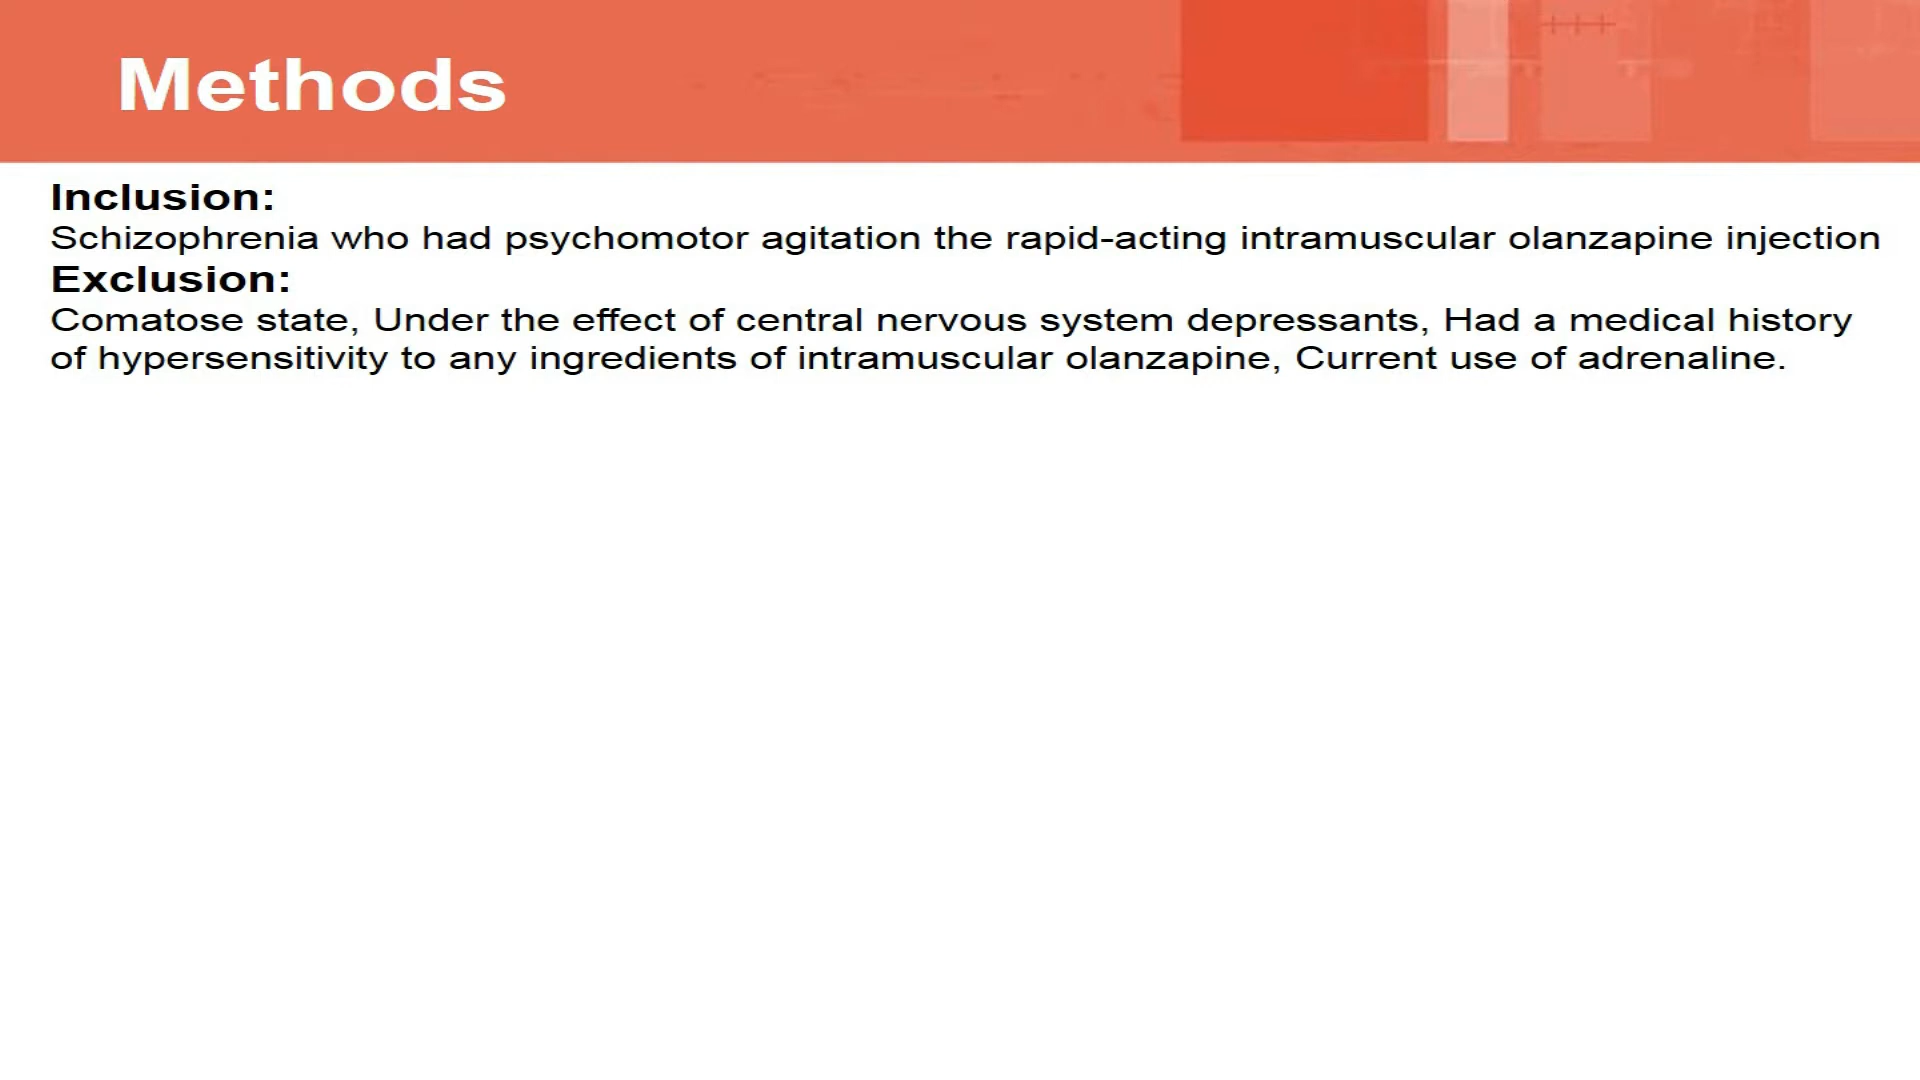 Methods
Inclusion:
Schizophrenia who had psychomotor agitation the rapid-acting intramuscular olanzapine injection
Exclusion:
Comatose state, Under the effect of central nervous system depressants, Had a medical history
of hypersensitivity to any ingredients of intramuscular olanzapine, Current use of adrenaline.